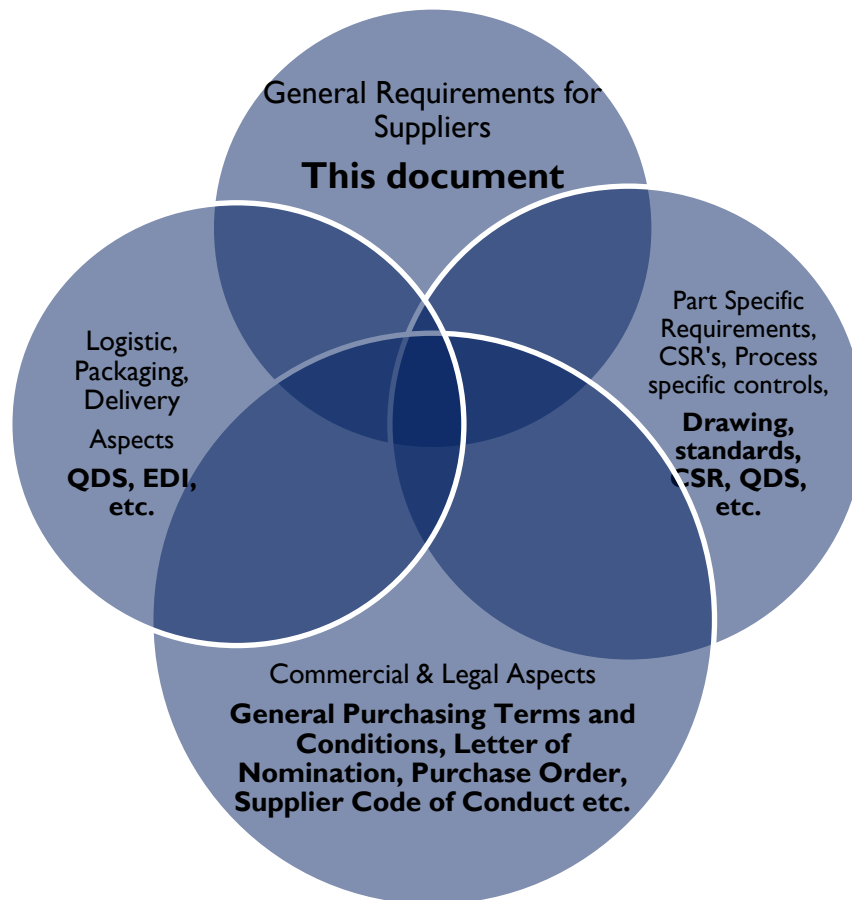 General Requirements for
Suppliers
This document
Logistic,
Packaging,
Delivery
Aspects
QDS, EDI,
etc.
Part Specific
Requirements,
CSR's, Process
specific controls,
Drawing,
standards,
CSR, QDS,
etc.
Commercial & Legal Aspects
General Purchasing Terms and
Conditions, Letter of
Nomination, Purchase Order,
Supplier Code of Conduct etc.